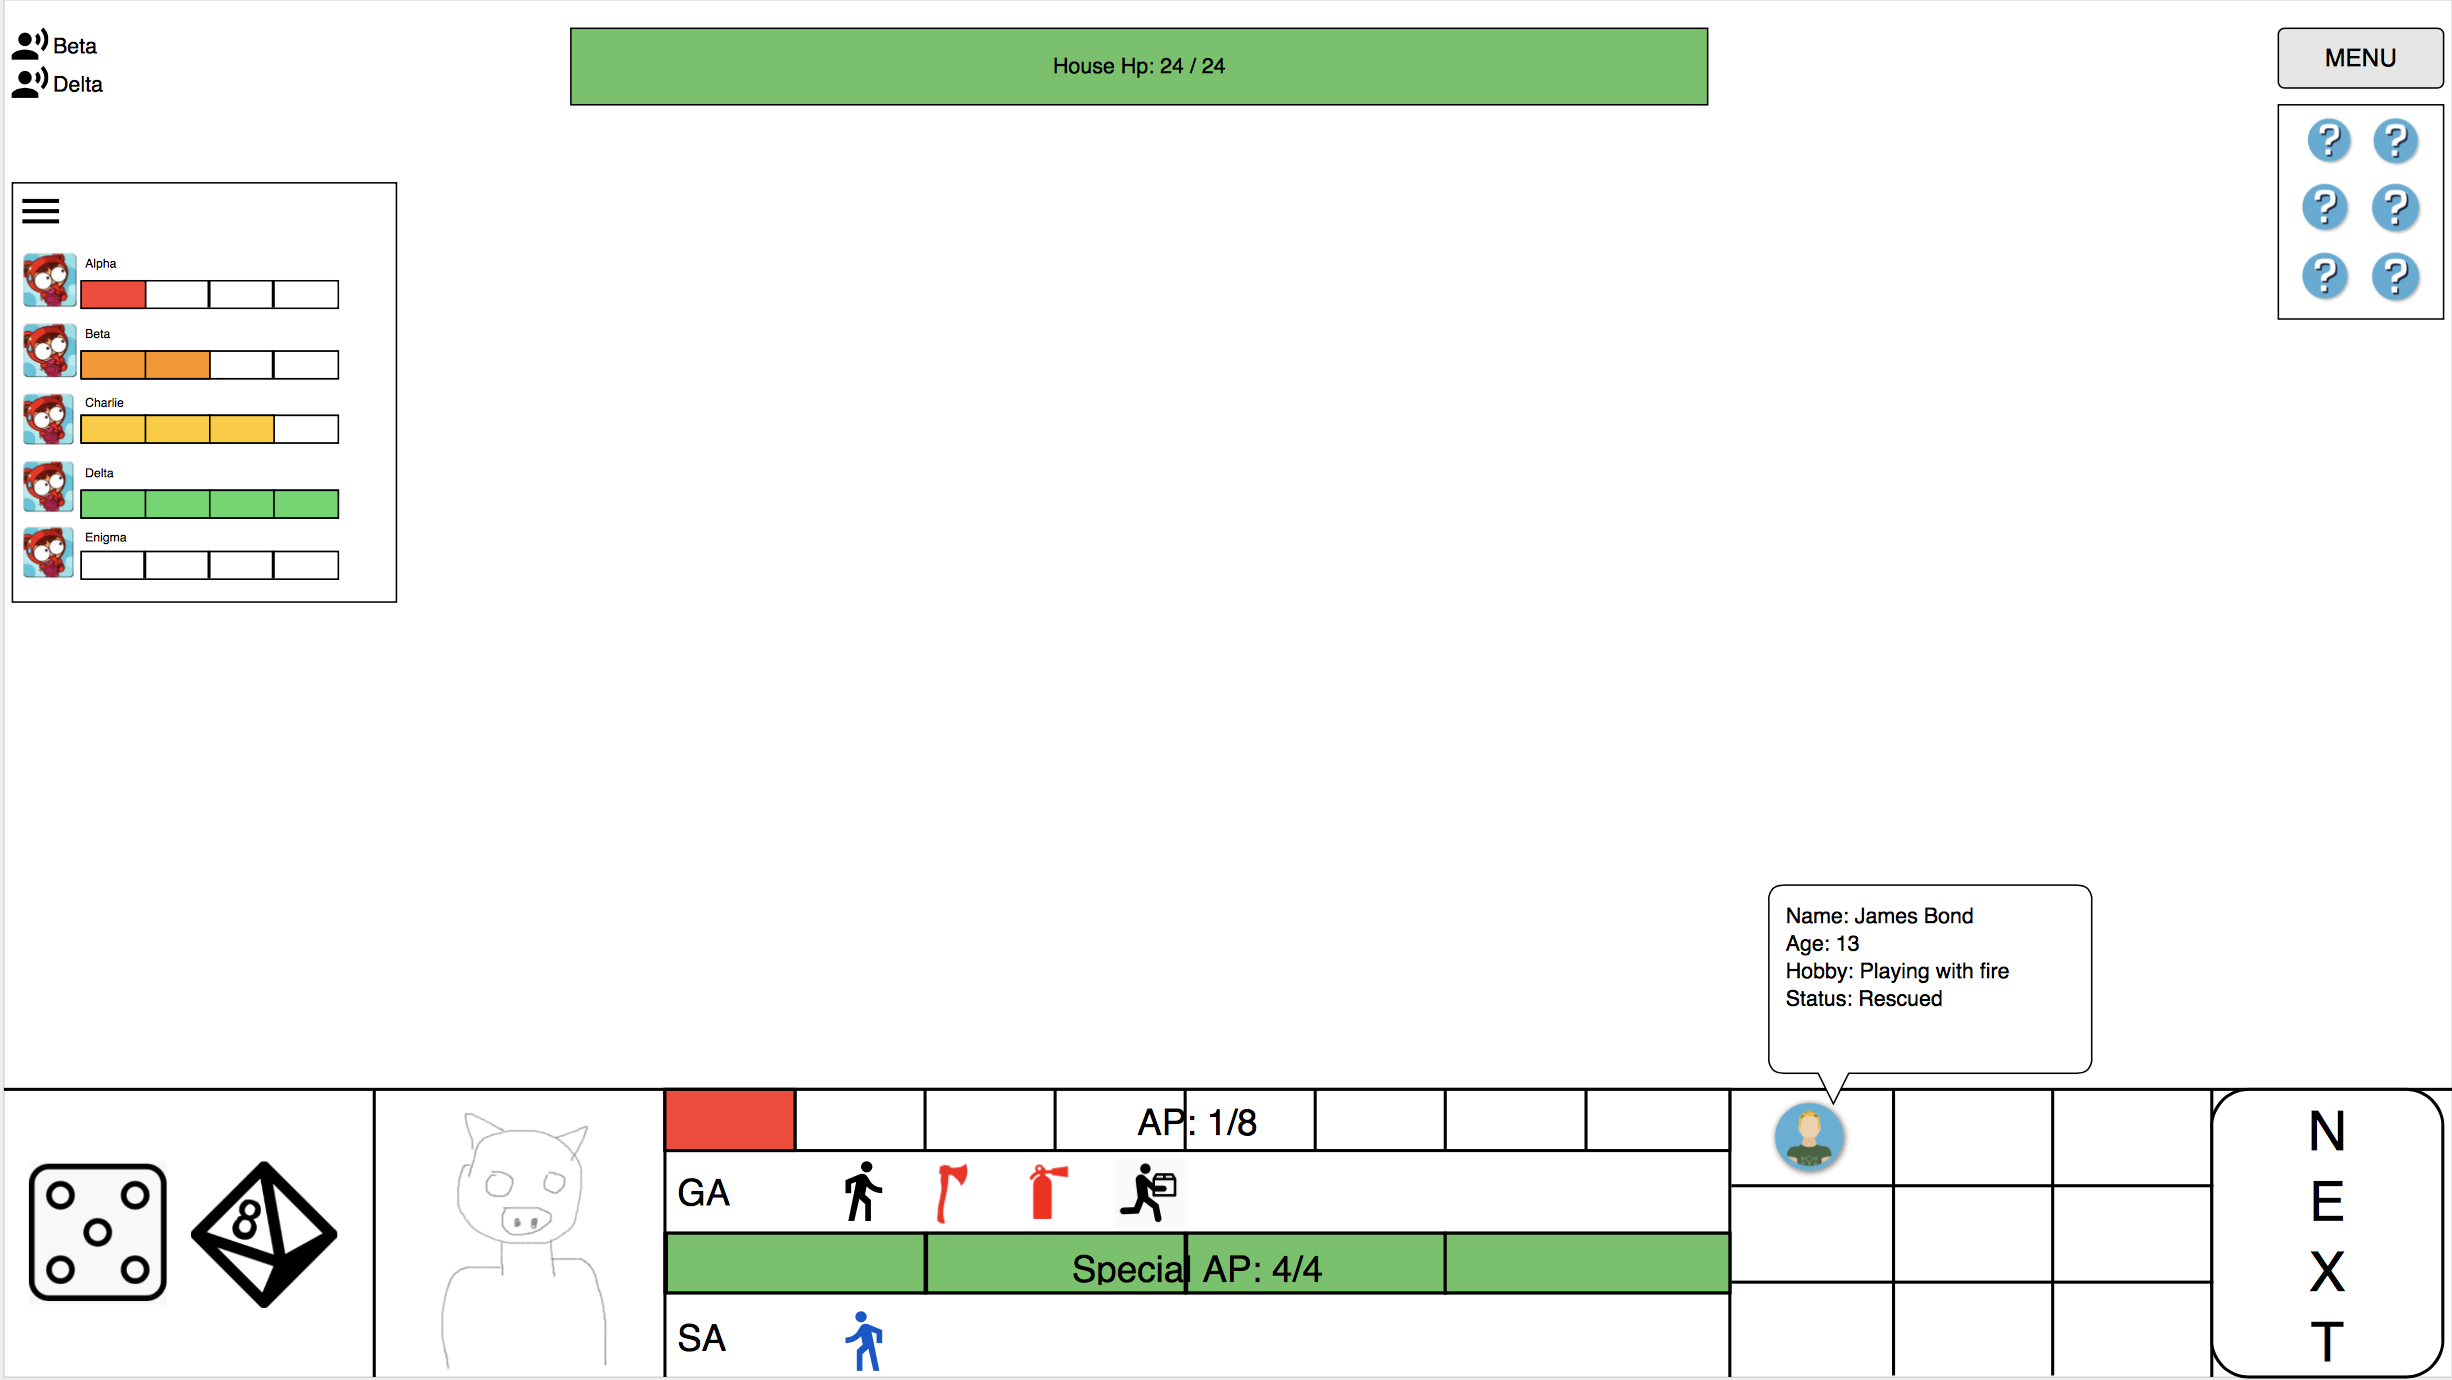 Beta
Delta
House Hp: 24 / 24
MENU
? ?
? ?
? ?
Alpha
Beta
Charlie
Delta
Enigma
Name: James Bond
Age: 13
Hobby: Playing with fire
Status: Rescued
8
AP: 1/8
GA
Special AP: 4/4
SA
N
E
X
T